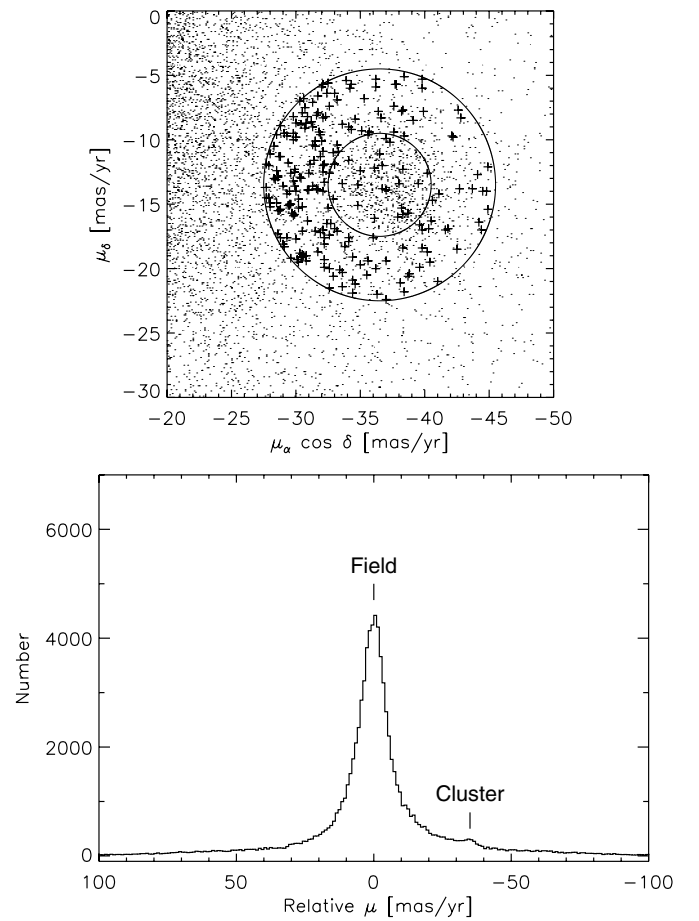 0
−5
−10
−15
−20
−25
−30
μδ [mas/yr]
−20 −25 −30 −35 −40 −45 −50
μα cos δ [mas/yr]
6000
4000
2000
0
Number
Field
Cluster
100 50 0 −50 −100
Relative μ [mas/yr]